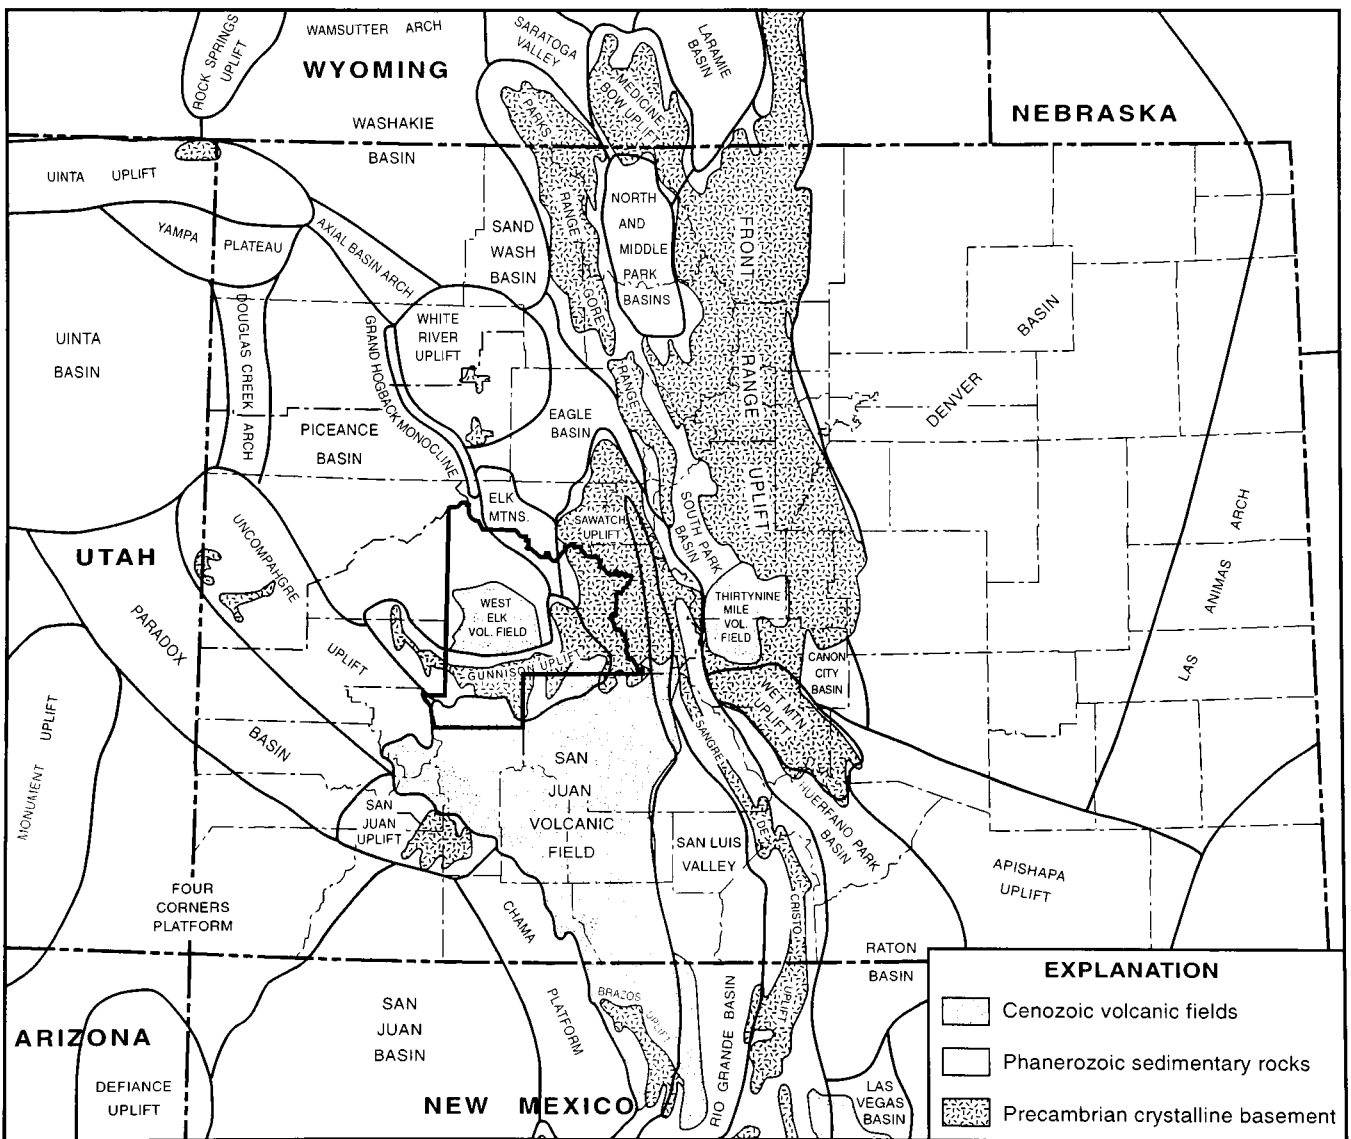 ROCK SPRINGS
UPLIFT
WAMSUTTER ARCH
WYOMING
SARATOGA
VALLEY
LARAMIE
BASIN
MEDICINE
BOW UPLIFT
NEBRASKA
WASHAKIE
BASIN
UINTA UPLIFT
YAMPA PLATEAU
AXIAL BASIN ARCH
SAND
WASH
BASIN
PARKS RANGE
GORE
RANGE
NORTH
AND
MIDDLE
PARK
BASINS
FRONT
RANGE
UPLIFT
DENVER BASIN
UINTA
BASIN
DOUGLAS CREEK ARCH
GRAND HOGBACK MONOCLINE
WHITE
RIVER
UPLIFT
PICEANCE
BASIN
EAGLE
BASIN
ELK
MTNS.
SAWATCH
UPLIFT
SOUTH PARK
BASIN
LAS ANIMAS ARCH
UTAH
UNCOMPAHGRE
UPLIFT
PARADOX
BASIN
WEST
ELK
VOL. FIELD
GUNNISON UPLIFT
THIRTYNINE
MILE
VOL.
FIELD
CANON
CITY
BASIN
WET MTN
UPLIFT
MONUMENT UPLIFT
SAN
JUAN
VOLCANIC
FIELD
SAN
JUAN
UPLIFT
SANGRE
DE
CRISTO
UPLIFT
HUERFANO PARK
BASIN
SAN LUIS
VALLEY
APISHAPA
UPLIFT
FOUR
CORNERS
PLATFORM
CHAMA
PLATFORM
RATON
BASIN
BRAZOS UPLIFT
RIO GRANDE BASIN
SAN
JUAN
BASIN
ARIZONA
DEFIANCE
UPLIFT
NEW MEXICO
LAS
VEGAS
BASIN
EXPLANATION
Cenozoic volcanic fields
Phanerozoic sedimentary rocks
Precambrian crystalline basement